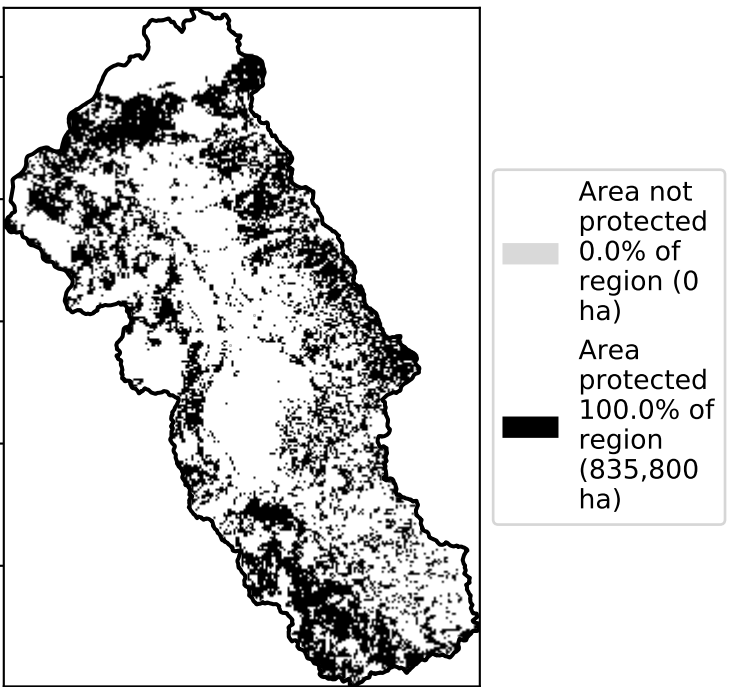 Area not
protected
0.0% of
region (0
ha)
Area
protected
100.0% of
region
(835,800
ha)